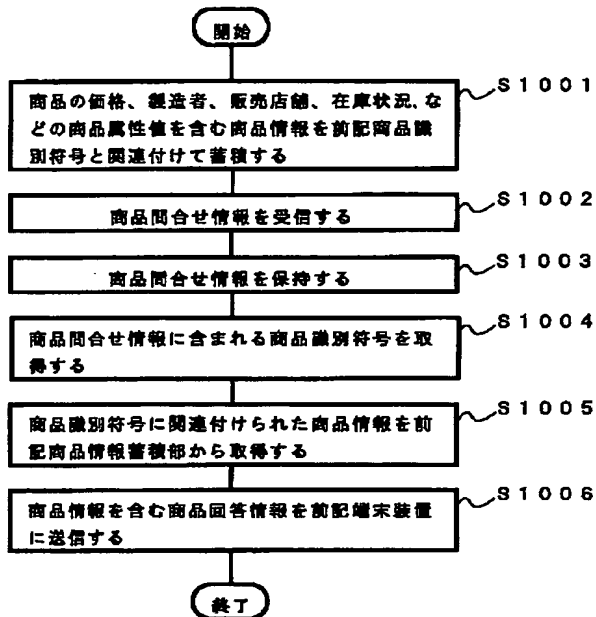 開始
商品の価格、製造者、販売店舗、在庫状況、な
どの商品属性値を含む商品情報を前記商品識
別符号と関連付けて蓄積する
S1001
商品問合せ情報を受信する
S1002
商品問合せ情報を保持する
S1003
商品問合せ情報に含まれる商品識別符号を取
得する
S1004
商品識別符号に関連付けられた商品情報を前
記商品情報蓄積部から取得する
S1005
商品情報を含む商品回答情報を前記端末装置
に送信する
S1006
終了